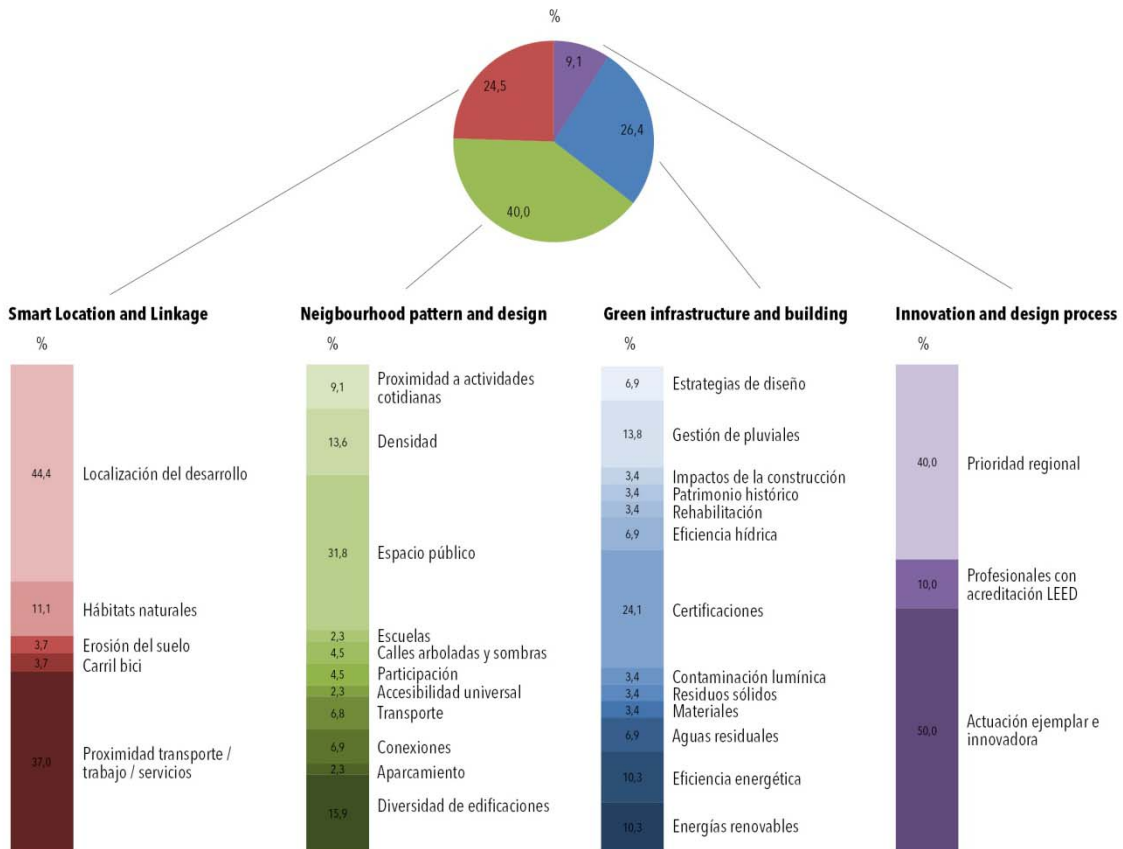 %
9,1
24,5
26,4
40,0
Smart Location and Linkage
%
44,4
Localización del desarrollo
11,1
Hábitats naturales
3,7
Erosión del suelo
3,7
Carril bici
37,0
Proximidad transporte /
trabajo / servicios
Neigbourhood pattern and design
%
9,1
Proximidad a actividades
cotidianas
13,6
Densidad
31,8
Espacio público
2,3
Escuelas
4,5
Calles arboladas y sombras
4,5
Participación
2,3
Accesibilidad universal
6,8
Transporte
6,9
Conexiones
2,3
Aparcamiento
15,9
Diversidad de edificaciones
Green infrastructure and building
%
6,9
Estrategias de diseño
13,8
Gestión de pluviales
3,4
Impactos de la construcción
3,4
Patrimonio histórico
3,4
Rehabilitación
6,9
Eficiencia hídrica
24,1
Certificaciones
3,4
Contaminación lumínica
3,4
Residuos sólidos
3,4
Materiales
6,9
Aguas residuales
10,3
Eficiencia energética
10,3
Energías renovables
Innovation and design process
%
40,0
Prioridad regional
10,0
Profesionales con
acreditación LEED
50,0
Actuación ejemplar e
innovadora